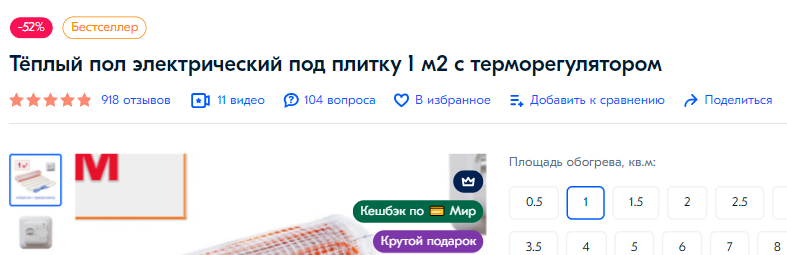 -52% Бестселлер
Тёплый пол электрический под плитку 1 м2 с терморегулятором
918 отзывов 11 видео 104 вопроса В избранное Добавить к сравнению Поделиться
М
Кешбэк по Мир
Крутой подарок
Площадь обогрева, кв.м:
0.5 1 1.5 2 2.5
3.5 4 5 6 7 8